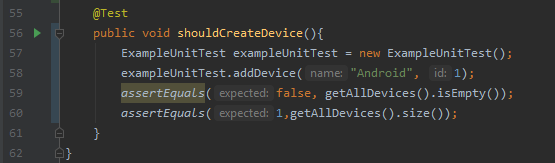 55 @Test
56 public void shouldCreateDevice(){
57 ExampleUnitTest exampleUnitTest = new ExampleUnitTest();
58 exampleUnitTest.addDevice( name: "Android", id: 1);
59 assertEquals( expected: false, getAllDevices().isEmpty());
60 assertEquals( expected: 1,getAllDevices().size());
61 }
62 }